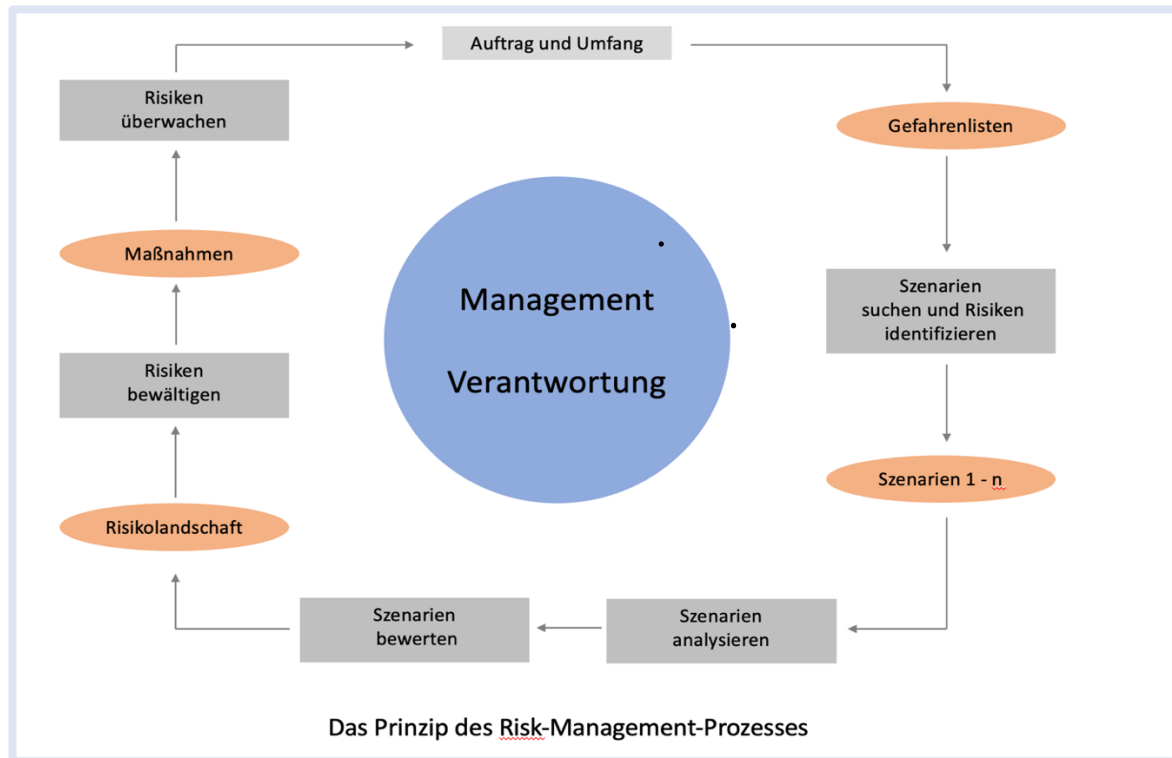 Auftrag und Umfang
Gefahrenlisten
Szenarien
suchen und Risiken
identifizieren
Szenarien 1 - n
Szenarien
analysieren
Szenarien
bewerten
Risikolandschaft
Risiken
bewältigen
Maßnahmen
Risiken
überwachen
Management
Verantwortung
Das Prinzip des Risk-Management-Prozesses